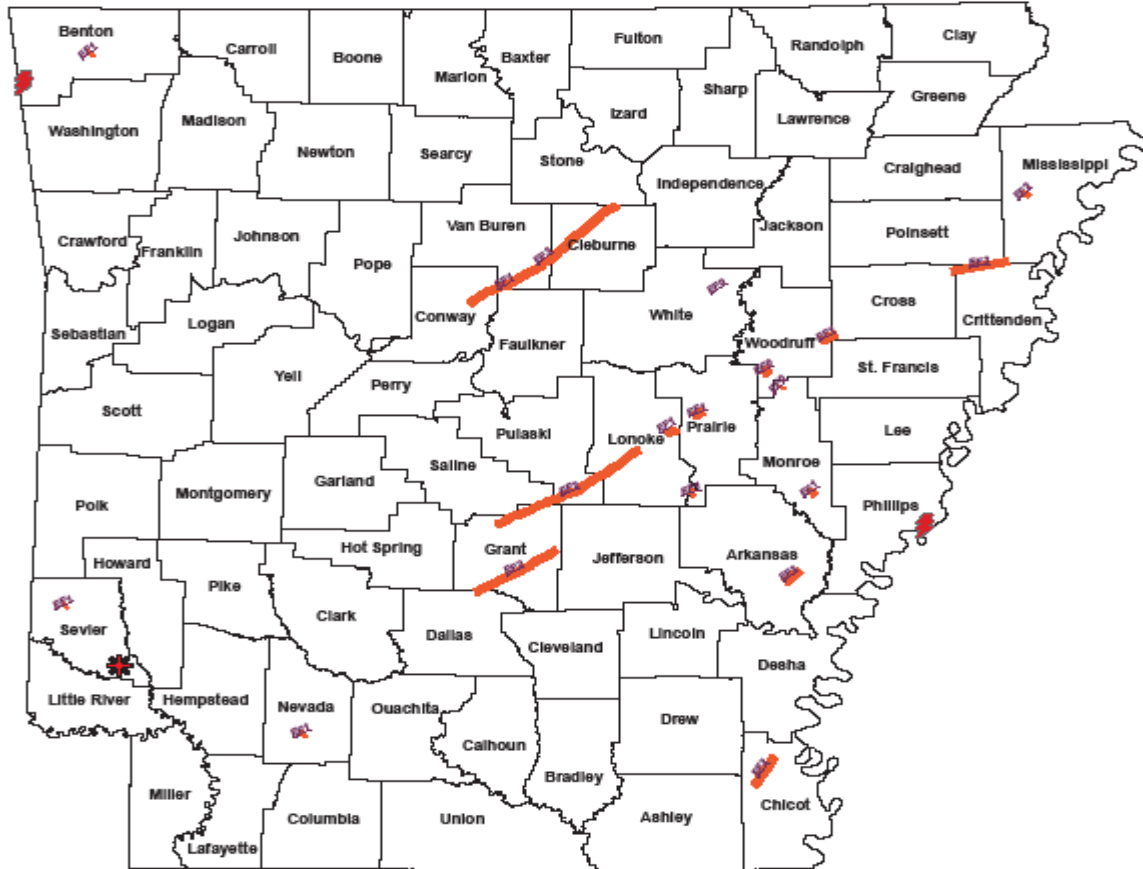 Benton
EF1
Carroll
Boone
Marion
Baxter
Fulton
Randolph
Clay
Sharp
Greene
Izard
Lawrence
Washington
Madison
Newton
Searcy
Stone
Independence
Craighead
Mississippi
EF2
Jackson
Poinsett
Crawford
Franklin
Johnson
Pope
Van Buren
Cleburne
White
Cross
Crittenden
Conway
Sebastian
Logan
Faulkner
Woodruff
St. Francis
Yell
Perry
Scott
Pulaski
Lonoke
Prairie
Lee
Saline
Monroe
Garland
Montgomery
Polk
Phillips
Hot Spring
Grant
Jefferson
Arkansas
Howard
Pike
Clark
EF1
Sevier
Dallas
Cleveland
Lincoln
Desha
Little River
Hempstead
Nevada
EF1
Ouachita
Drew
Calhoun
Bradley
Chicot
Miller
Columbia
Union
Ashley
Lafayette